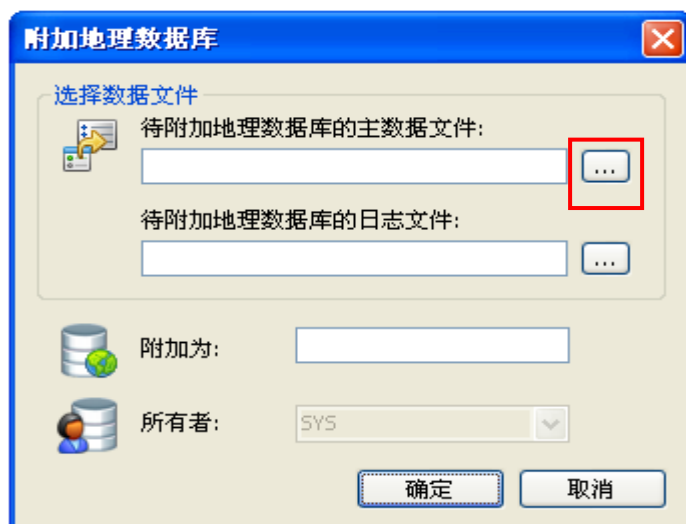 附加地理数据库
选择数据文件
待附加地理数据库的主数据文件:
...
待附加地理数据库的日志文件:
...
附加为:
所有者:
SYS
确定
取消